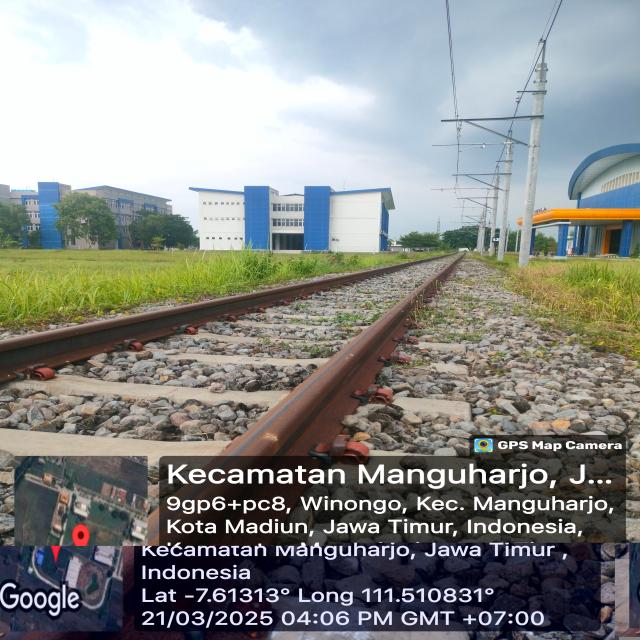 GPS Map Camera
Kecamatan Manguharjo, J...
9gp6+pc8, Winongo, Kec. Manguharjo,
Kota Madiun, Jawa Timur, Indonesia,
Kecamatan Manguharjo, Jawa Timur ,
Indonesia
Lat -7.61313° Long 111.510831°
21/03/2025 04:06 PM GMT +07:00
Google